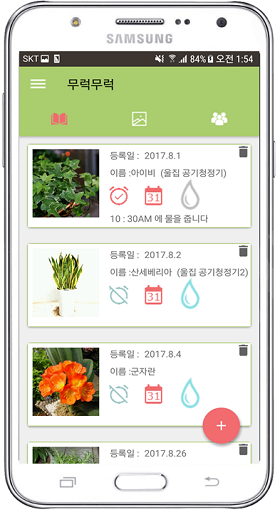 SAMSUNG
SKT 84% 오전 1:54
무럭무럭
등록일 : 2017.8.1
이름 :아이비 (울집 공기청정기)
31
10 : 30AM 에 물을 줍니다
등록일 : 2017.8.2
이름 :산세베리아 (울집 공기청정기2)
31
등록일 : 2017.8.4
이름 :군자란
31
+
등록일 : 2017.8.26